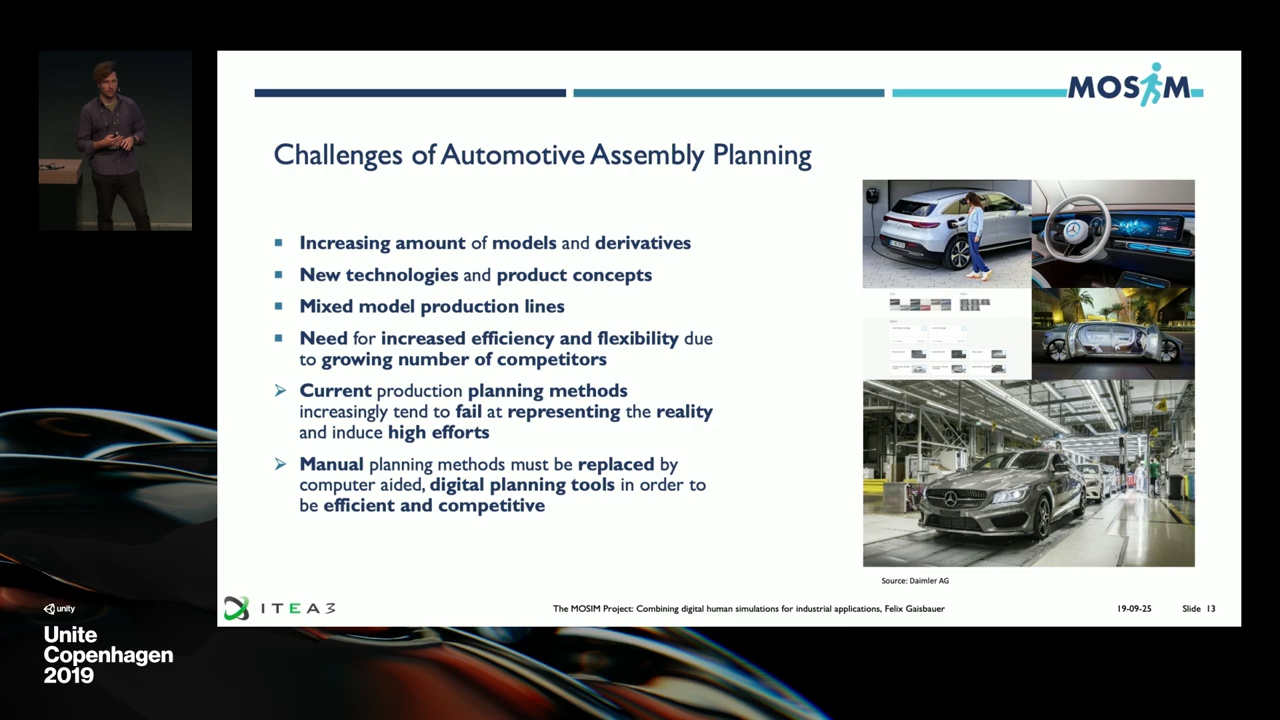 MOSIM
Challenges of Automotive Assembly Planning
Increasing amount of models and derivatives
New technologies and product concepts
Mixed model production lines
Need for increased efficiency and flexibility due
to growing number of competitors
Current production planning methods
increasingly tend to fail at representing the reality
and induce high efforts
Manual planning methods must be replaced by
computer aided, digital planning tools in order to
be efficient and competitive
Source: Daimler AG
ITEA3
The MOSIM Project: Combining digital human simulations for industrial applications, Felix Gaisbauer
19-09-25
Slide 13
unity
Unite
Copenhagen
2019